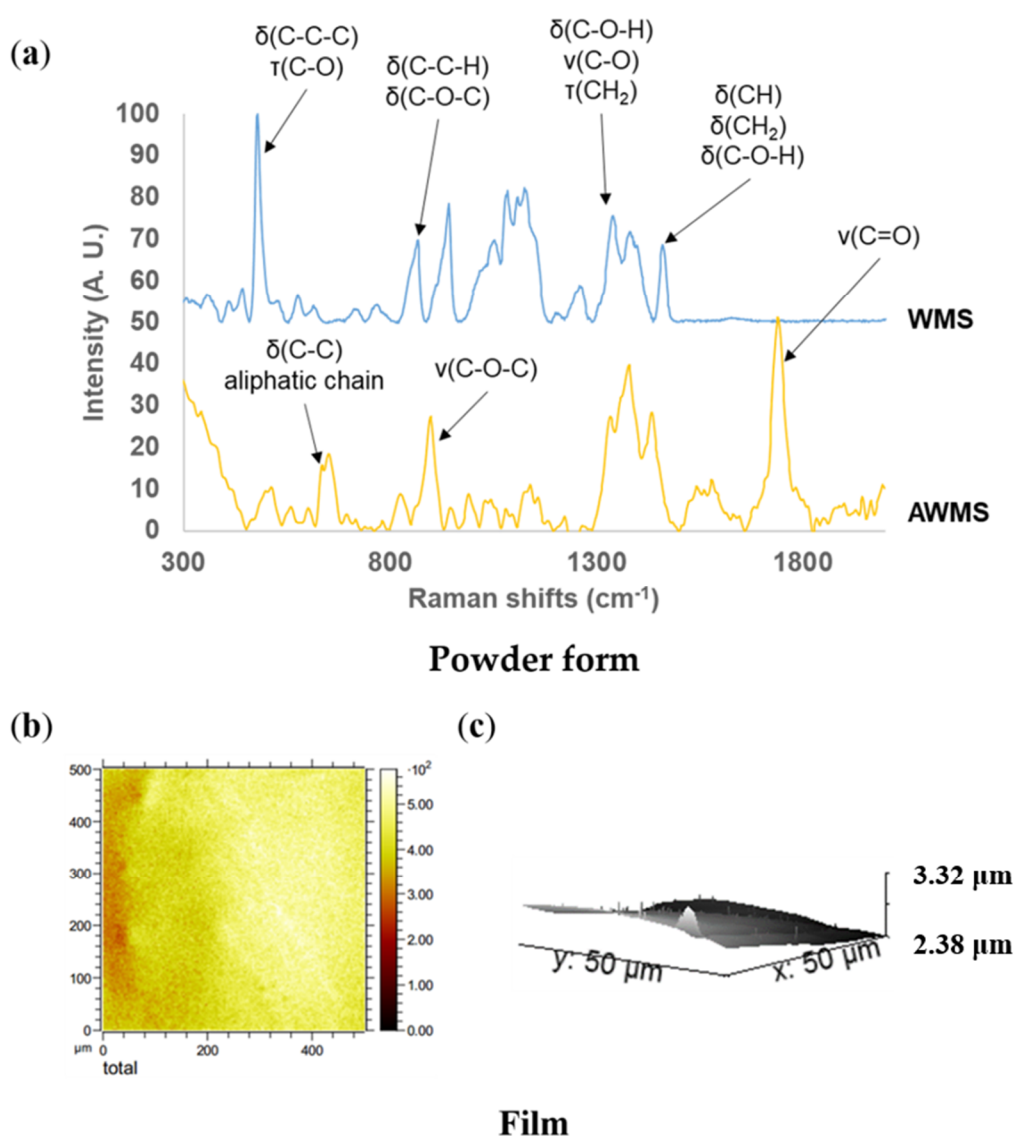 (a)
δ(C-C-C)
τ(C-O)
δ(C-C-H)
δ(C-O-C)
δ(C-O-H)
ν(C-O)
τ(CH₂)
δ(CH)
δ(CH₂)
δ(C-O-H)
ν(C=O)
δ(C-C)
aliphatic chain
ν(C-O-C)
WMS
AWMS
Intensity (A. U.)
100
90
80
70
60
50
40
30
20
10
0
300
800
1300
1800
Raman shifts (cm⁻¹)
Powder form
(b)
500
400
300
200
100
0
µm
0
200
400
total
·10²
5.00
4.00
3.00
2.00
1.00
0.00
(c)
3.32 µm
2.38 µm
y: 50 µm
x: 50 µm
Film